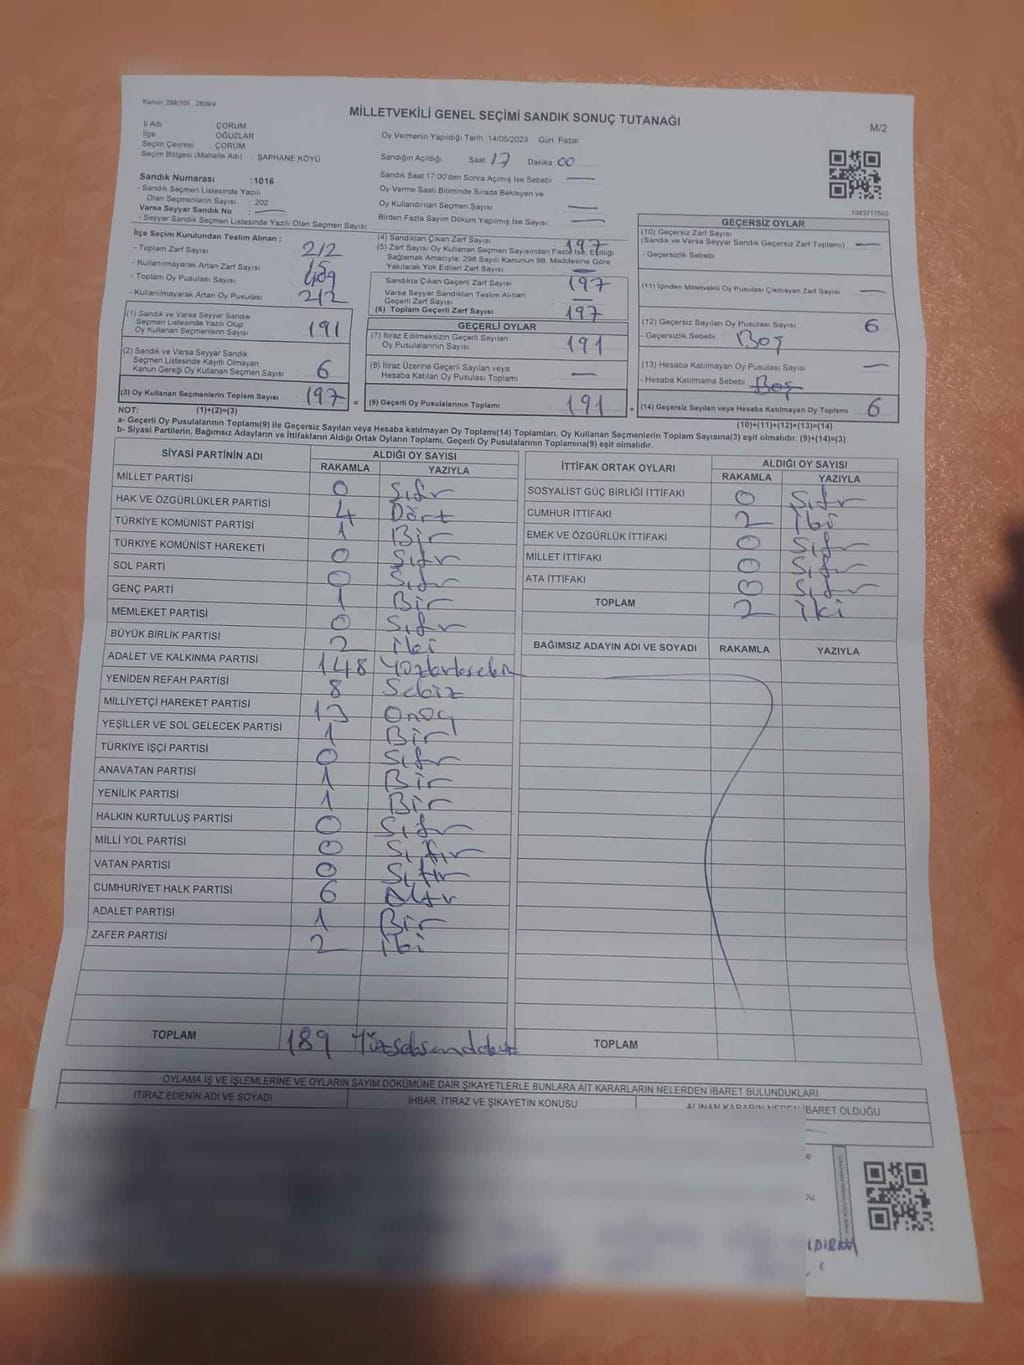 Kanun, 298/105, 2839/4
MİLLETVEKİLİ GENEL SEÇİMİ SANDIK SONUÇ TUTANAĞI
M/2
İl Adı : ÇORUM
İlçe : OĞUZLAR
Seçim Çevresi : ÇORUM
Seçim Bölgesi (Mahalle Adı) : ŞAPHANE KÖYÜ
Sandık Numarası : 1016
- Sandık Seçmen Listesinde Yazılı
Olan Seçmenlerin Sayısı : 202
Varsa Seyyar Sandık No : —
- Seyyar Sandık Seçmen Listesinde Yazılı Olan Seçmen Sayısı:
Oy Vermenin Yapıldığı Tarih :14/05/2023 Gün: Pazar
Sandığın Açıldığı Saat 17 Dakika 00
Sandık Saat 17:00'den Sonra Açılmış İse Sebebi —
Oy Verme Saati Bitiminde Sırada Bekleyen ve
Oy Kullandırılan Seçmen Sayısı —
Birden Fazla Sayım Döküm Yapılmış İse Sayısı —
1083717593
İlçe Seçim Kurulundan Teslim Alınan ;
- Toplam Zarf Sayısı 212
- Kullanılmayarak Artan Zarf Sayısı 15
- Toplam Oy Pusulası Sayısı
- Kullanılmayarak Artan Oy Pusulası 212
(1) Sandık ve Varsa Seyyar Sandık
Seçmen Listesinde Yazılı Olup
Oy Kullanan Seçmenlerin Sayısı 191
(2) Sandık ve Varsa Seyyar Sandık
Seçmen Listesinde Kayıtlı Olmayan
Kanun Gereği Oy Kullanan Seçmen Sayısı 6
(3) Oy Kullanan Seçmenlerin Toplam Sayısı 197 =
(4) Sandıktan Çıkan Zarf Sayısı 197
(5) Zarf Sayısı Oy Kullanan Seçmen Sayısından Fazla İse, Eşitliği
Sağlamak Amacıyla, 298 Sayılı Kanunun 98. Maddesine Göre
Yakılarak Yok Edilen Zarf Sayısı —
Sandıkta Çıkan Geçerli Zarf Sayısı 197
Varsa Seyyar Sandıktan Teslim Alınan
Geçerli Zarf Sayısı —
(6) Toplam Geçerli Zarf Sayısı 197
GEÇERLİ OYLAR
(7) İtiraz Edilmeksizin Geçerli Sayılan
Oy Pusulalarının Sayısı 191
(8) İtiraz Üzerine Geçerli Sayılan veya
Hesaba Katılan Oy Pusulası Toplamı —
(9) Geçerli Oy Pusulalarının Toplamı 191 +
GEÇERSİZ OYLAR
(10) Geçersiz Zarf Sayısı
(Sandık ve Varsa Seyyar Sandık Geçersiz Zarf Toplamı) —
- Geçersizlik Sebebi :
(11) İçinden Milletvekili Oy Pusulası Çıkmayan Zarf Sayısı —
(12) Geçersiz Sayılan Oy Pusulası Sayısı 6
- Geçersizlik Sebebi : Boş
(13) Hesaba Katılmayan Oy Pusulası Sayısı —
- Hesaba Katılmama Sebebi : Boş
(14) Geçersiz Sayılan veya Hesaba Katılmayan Oy Toplamı 6
NOT: (1)+(2)=(3)
(10)+(11)+(12)+(13)=(14)
a- Geçerli Oy Pusulaları Toplamı(9) İle Geçersiz Sayılan veya Hesaba katılmayan Oy Toplamı(14) Toplamları, Oy Kullanan Seçmenlerin Toplam Sayısına(3) eşit olmalıdır. (9)+(14)=(3)
b- Siyasi Partilerin, Bağımsız Adayların ve İttifakların Aldığı Ortak Oyların Toplamı, Geçerli Oy Pusulalarının Toplamına(9) eşit olmalıdır.
SİYASİ PARTİNİN ADI ALDIĞI OY SAYISI
RAKAMLA YAZIYLA
MİLLET PARTİSİ 0 Sıfır
HAK VE ÖZGÜRLÜKLER PARTİSİ 4 Dört
TÜRKİYE KOMÜNİST PARTİSİ 1 Bir
TÜRKİYE KOMÜNİST HAREKETİ 0 Sıfır
SOL PARTİ 0 Sıfır
GENÇ PARTİ 1 Bir
MEMLEKET PARTİSİ 0 Sıfır
BÜYÜK BİRLİK PARTİSİ 2 iki
ADALET VE KALKINMA PARTİSİ 148 Yüzkırksekiz
YENİDEN REFAH PARTİSİ 8 Sekiz
MİLLİYETÇİ HAREKET PARTİSİ 13 Onüç
YEŞİLLER VE SOL GELECEK PARTİSİ 1 Bir
TÜRKİYE İŞÇİ PARTİSİ 0 Sıfır
ANAVATAN PARTİSİ 1 Bir
YENİLİK PARTİSİ 1 Bir
HALKIN KURTULUŞ PARTİSİ 0 Sıfır
MİLLİ YOL PARTİSİ 0 Sıfır
VATAN PARTİSİ 0 Sıfır
CUMHURİYET HALK PARTİSİ 6 Altı
ADALET PARTİSİ 1 Bir
ZAFER PARTİSİ 2 iki
TOPLAM 189 Yüzseksendokuz
İTTİFAK ORTAK OYLARI ALDIĞI OY SAYISI
RAKAMLA YAZIYLA
SOSYALİST GÜÇ BİRLİĞİ İTTİFAKI 0 Sıfır
CUMHUR İTTİFAKI 2 iki
EMEK VE ÖZGÜRLÜK İTTİFAKI 0 Sıfır
MİLLET İTTİFAKI 0 Sıfır
ATA İTTİFAKI 0 Sıfır
TOPLAM 2 iki
BAĞIMSIZ ADAYIN ADI VE SOYADI RAKAMLA YAZIYLA
TOPLAM
OYLAMA İŞ VE İŞLEMLERİNE VE OYLARIN SAYIM DÖKÜMÜNE DAİR ŞİKAYETLERLE BUNLARA AİT KARARLARIN NELERDEN İBARET BULUNDUKLARI
İTİRAZ EDENİN ADI VE SOYADI İHBAR, İTİRAZ VE ŞİKAYETİN KONUSU ALINAN KARARIN NEDEN İBARET OLDUĞU